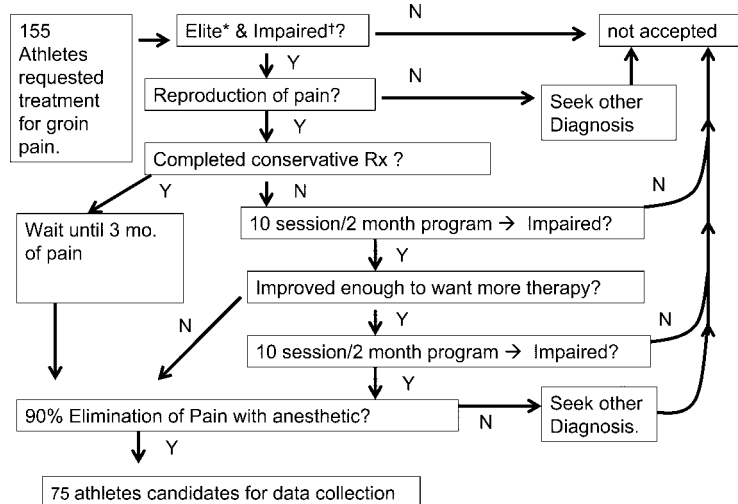 155
Athletes
requested
treatment
for groin
pain.
Elite* & Impaired†?
N
not accepted
Y
Reproduction of pain?
N
Seek other
Diagnosis
Y
Completed conservative Rx ?
Y
N
N
Wait until 3 mo.
of pain
10 session/2 month program → Impaired?
Y
Improved enough to want more therapy?
N
Y
N
10 session/2 month program → Impaired?
Y
90% Elimination of Pain with anesthetic?
N
Seek other
Diagnosis.
Y
75 athletes candidates for data collection